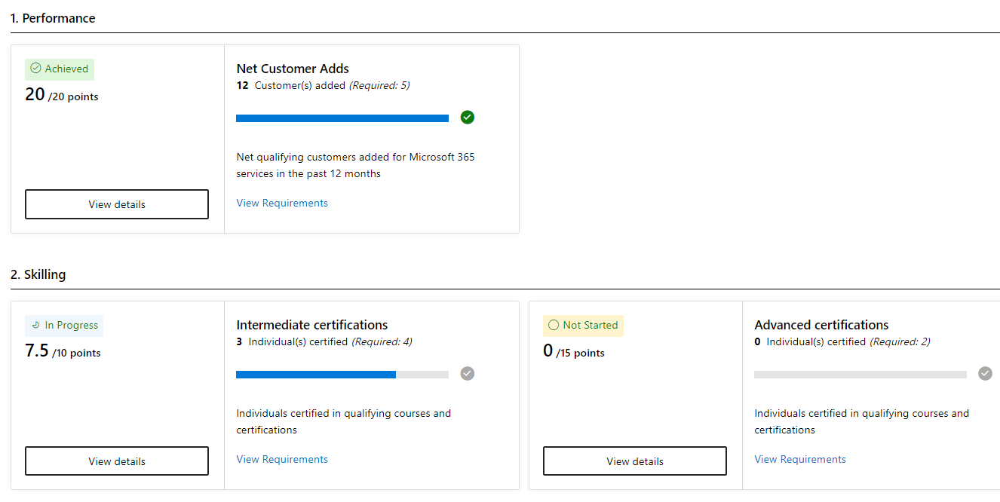 1. Performance
Achieved
20 /20 points
View details
Net Customer Adds
12 Customer(s) added (Required: 5)
Net qualifying customers added for Microsoft 365
services in the past 12 months
View Requirements
2. Skilling
In Progress
7.5 /10 points
View details
Intermediate certifications
3 Individual(s) certified (Required: 4)
Individuals certified in qualifying courses and
certifications
View Requirements
Not Started
0 /15 points
View details
Advanced certifications
0 Individual(s) certified (Required: 2)
Individuals certified in qualifying courses and
certifications
View Requirements